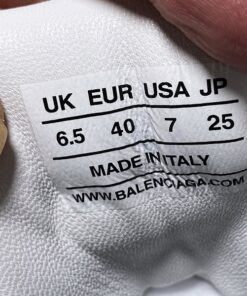 UK EUR USA JP
6.5 40 7 25
MADE IN ITALY
WWW.BALENCIAGA.COM